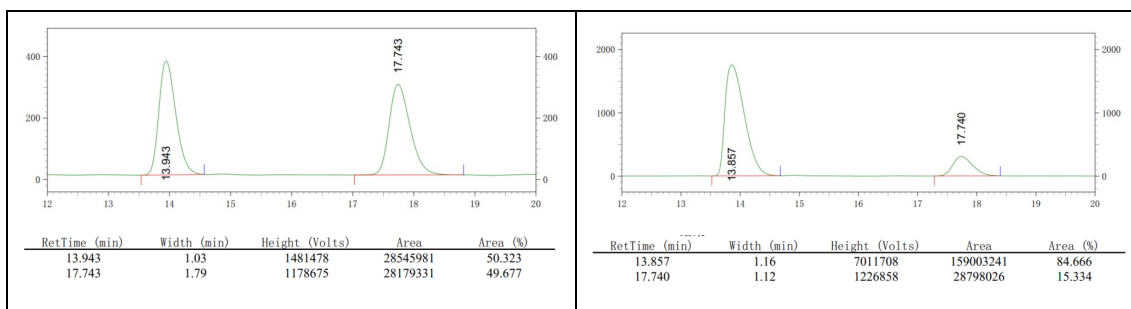 400
200
0
400
200
0
13.943
17.743
12 13 14 15 16 17 18 19 20
RetTime (min) Width (min) Height (Volts) Area Area (%)
13.943 1.03 1481478 28545981 50.323
17.743 1.79 1178675 28179331 49.677
2000
1000
0
2000
1000
0
13.857
17.740
12 13 14 15 16 17 18 19 20
RetTime (min) Width (min) Height (Volts) Area Area (%)
13.857 1.16 7011708 159003241 84.666
17.740 1.12 1226858 28798026 15.334